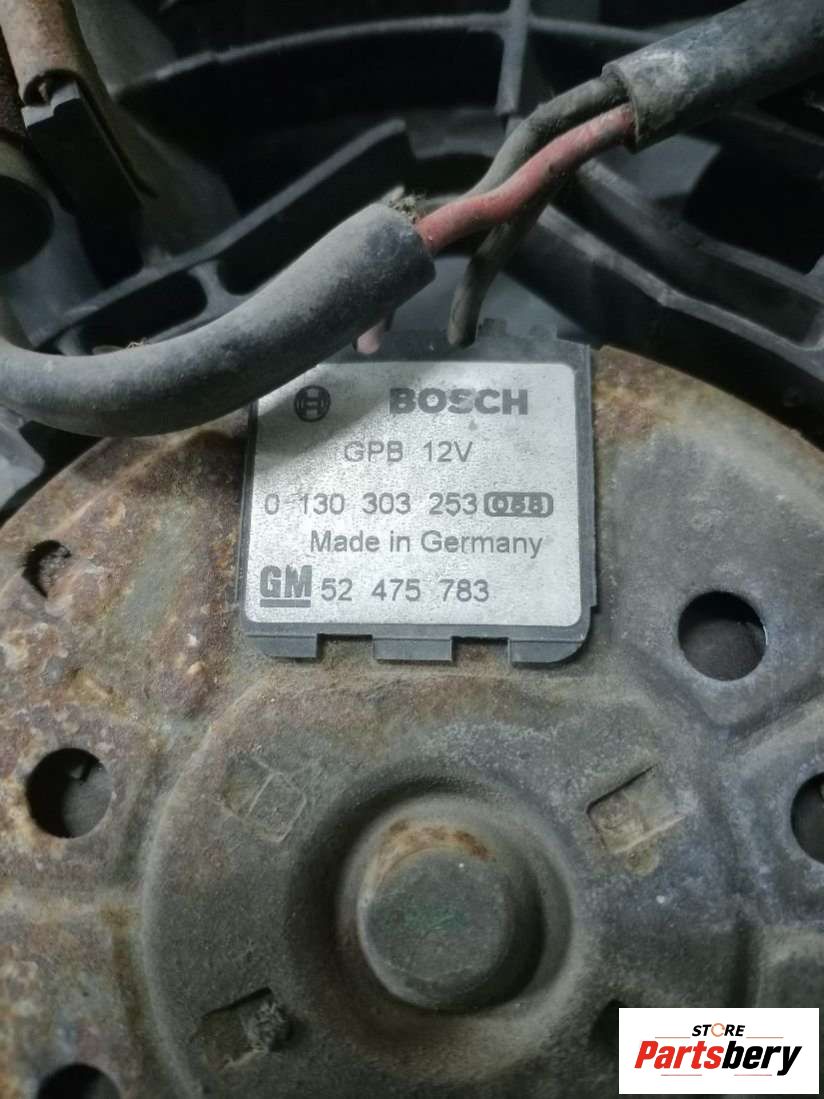 BOSCH
GPB 12V
0 130 303 253
Made in Germany
GM 52 475 783
STORE
Partsbery